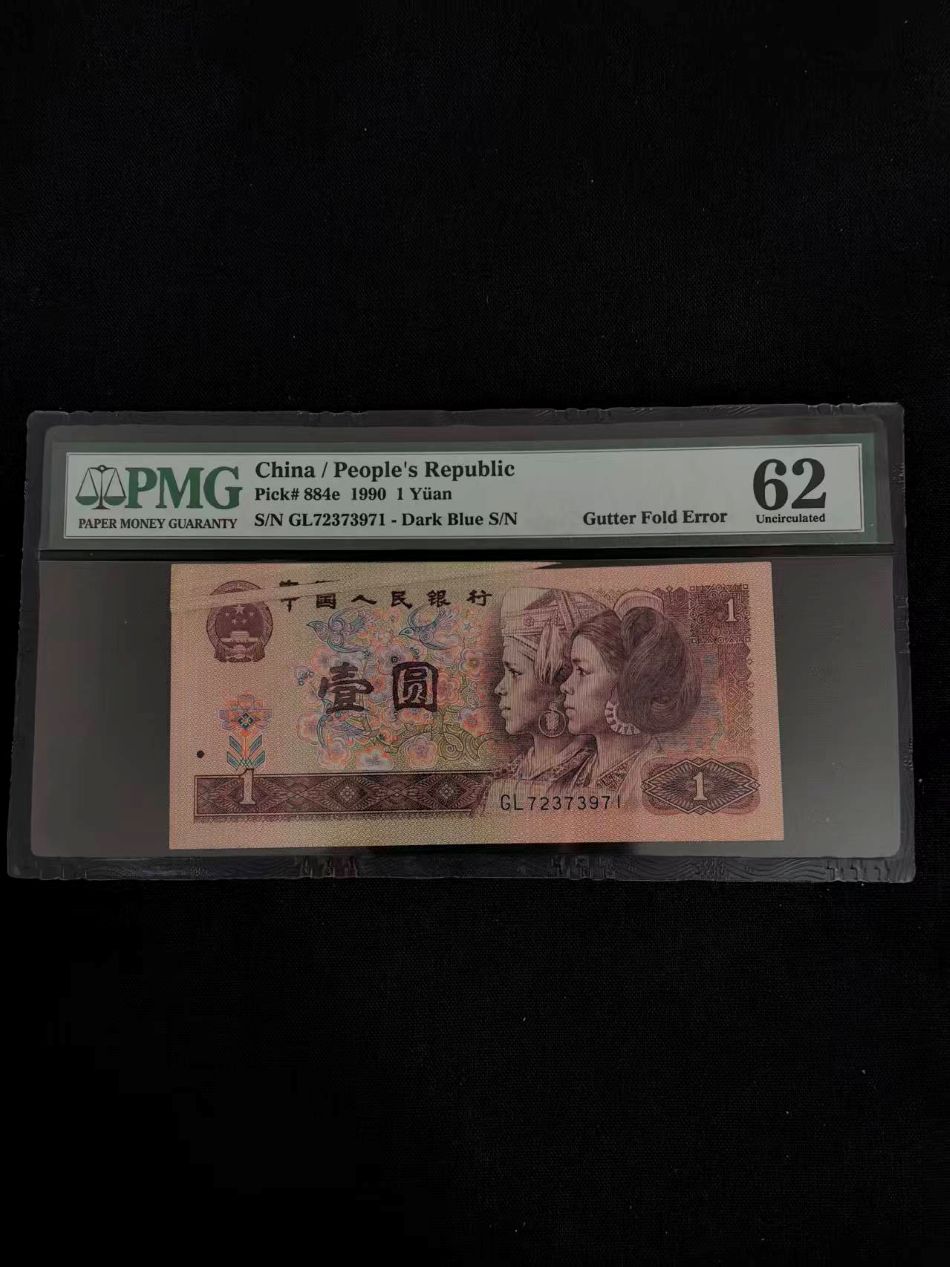 PMG
PAPER MONEY GUARANTY
China / People's Republic
Pick# 884e 1990 1 Yüan
S/N GL72373971 - Dark Blue S/N
Gutter Fold Error
62
Uncirculated
中国人民银行
1
壹圆
1
1
GL72373971